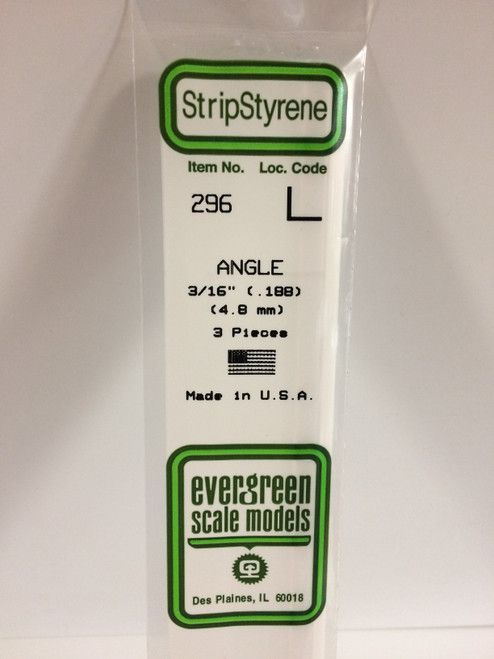 StripStyrene
Item No. Loc. Code
296 L
ANGLE
3/16" (.188)
(4.8 mm)
3 Pieces
Made in U.S.A.
evergreen
scale models
Des Plaines, IL 60018